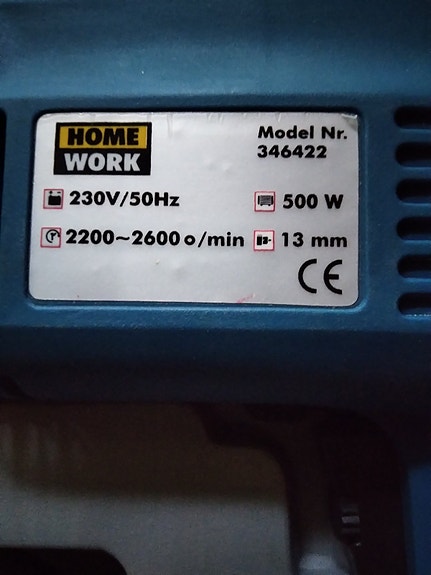 HOME
WORK
Model Nr.
346422
230V/50Hz
500 W
2200~2600 o/min
13 mm
CE